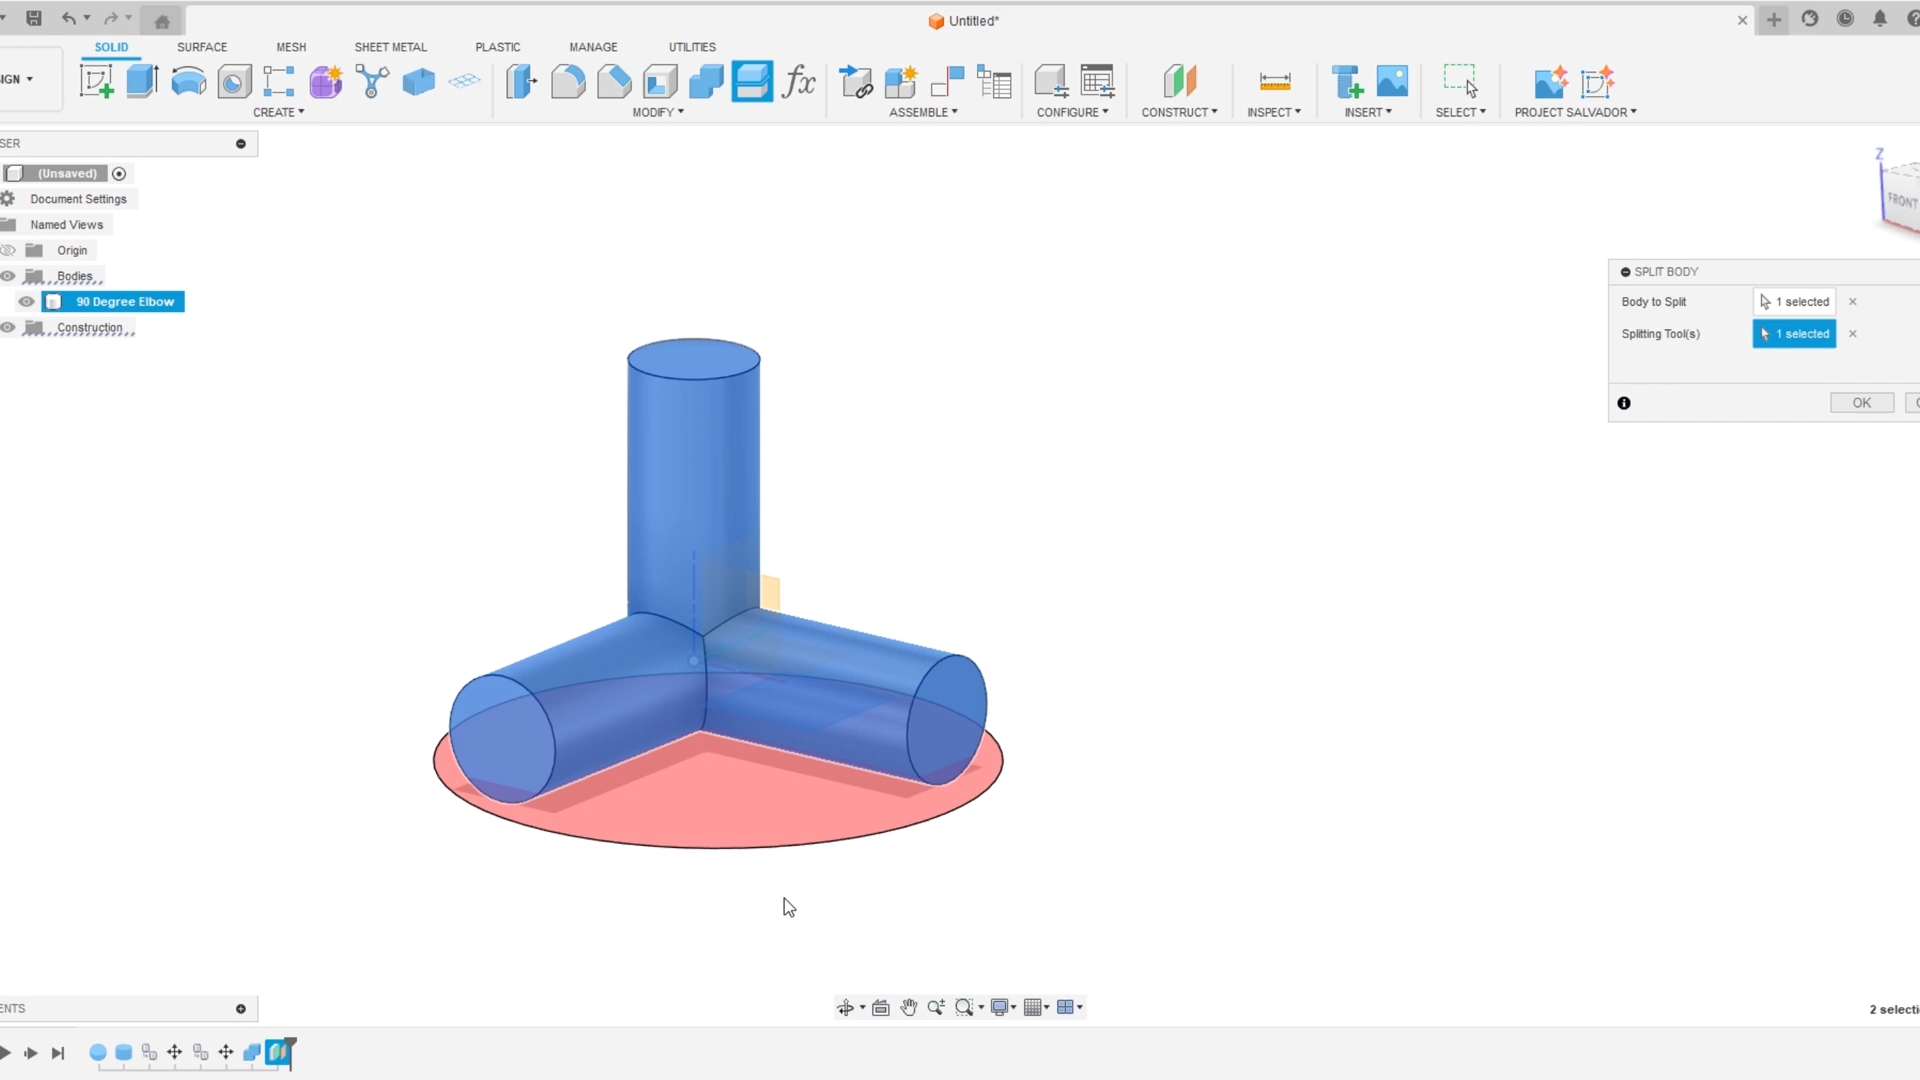 Untitled*
SOLID SURFACE MESH SHEET METAL PLASTIC MANAGE UTILITIES
IGN
fx
CREATE MODIFY ASSEMBLE CONFIGURE CONSTRUCT INSPECT INSERT SELECT PROJECT SALVADOR
SER
(Unsaved)
Document Settings
Named Views
Origin
Bodies
90 Degree Elbow
Construction
Z
FRONT
SPLIT BODY
Body to Split 1 selected
Splitting Tool(s) 1 selected
OK
ENTS
2 selecti